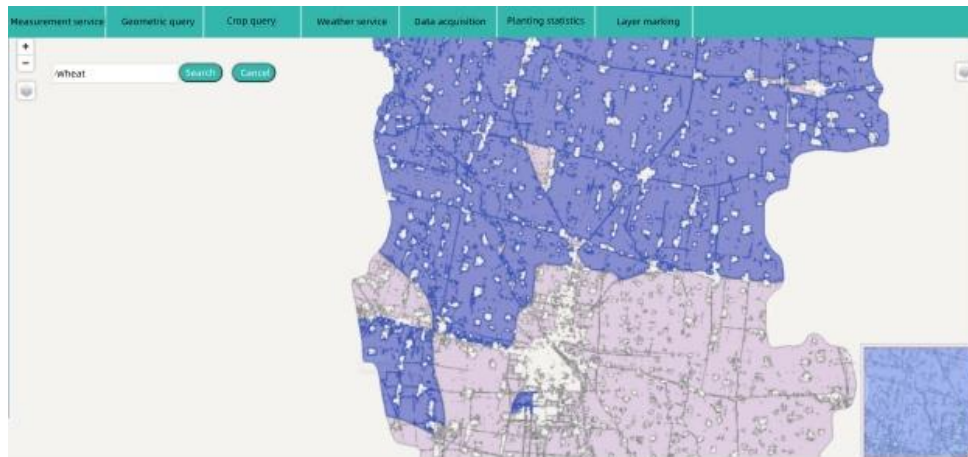 Measurement service Geometric query Crop query Weather service Data acquisition Planting statistics Layer marking
+
Wheat Search Cancel
−